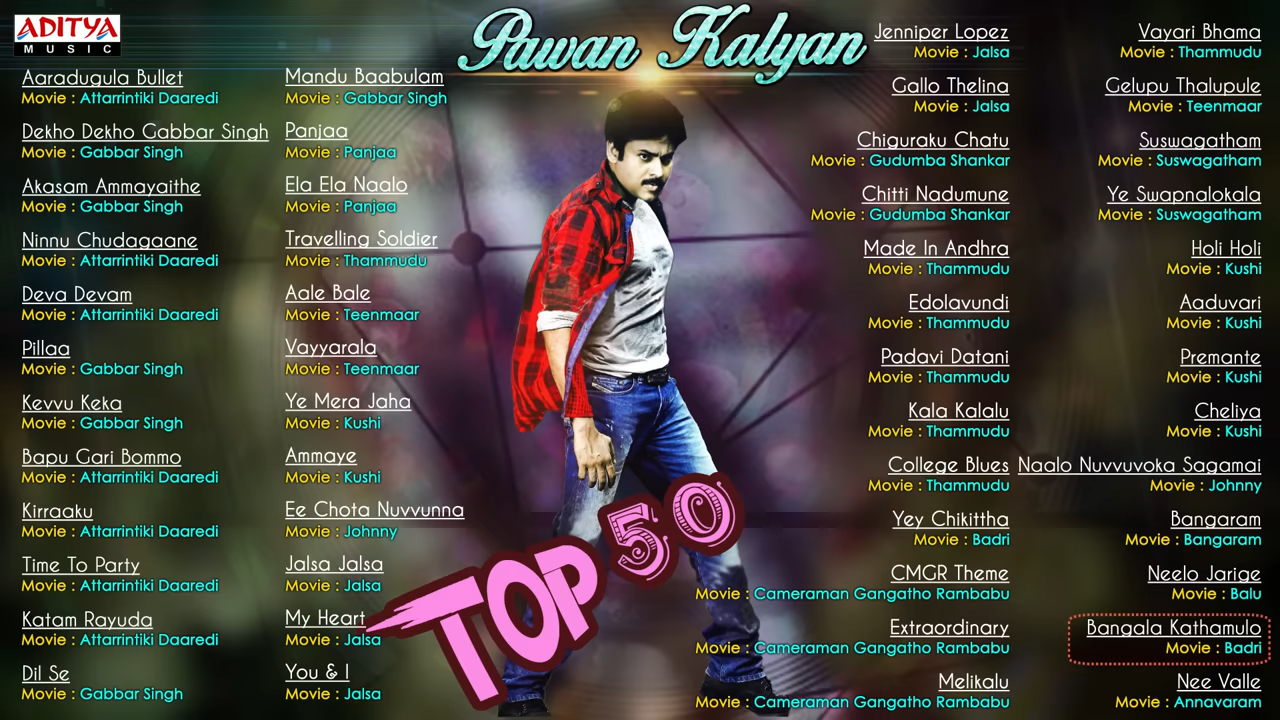 ADITYA
MUSIC
Pawan Kalyan
Aaradugula Bullet
Movie : Attarrintiki Daaredi
Dekho Dekho Gabbar Singh
Movie : Gabbar Singh
Akasam Ammayaithe
Movie : Gabbar Singh
Ninnu Chudagaane
Movie : Attarrintiki Daaredi
Deva Devam
Movie : Attarrintiki Daaredi
Pillaa
Movie : Gabbar Singh
Kevvu Keka
Movie : Gabbar Singh
Bapu Gari Bommo
Movie : Attarrintiki Daaredi
Kirraaku
Movie : Attarrintiki Daaredi
Time To Party
Movie : Attarrintiki Daaredi
Katam Rayuda
Movie : Attarrintiki Daaredi
Dil Se
Movie : Gabbar Singh
Mandu Baabulam
Movie : Gabbar Singh
Panjaa
Movie : Panjaa
Ela Ela Naalo
Movie : Panjaa
Travelling Soldier
Movie : Thammudu
Aale Bale
Movie : Teenmaar
Vayyarala
Movie : Teenmaar
Ye Mera Jaha
Movie : Kushi
Ammaye
Movie : Kushi
Ee Chota Nuvvunna
Movie : Johnny
Jalsa Jalsa
Movie : Jalsa
My Heart
Movie : Jalsa
You & I
Movie : Jalsa
TOP 50
Jenniper Lopez
Movie : Jalsa
Gallo Thelina
Movie : Jalsa
Chiguraku Chatu
Movie : Gudumba Shankar
Chitti Nadumune
Movie : Gudumba Shankar
Made In Andhra
Movie : Thammudu
Edolavundi
Movie : Thammudu
Padavi Datani
Movie : Thammudu
Kala Kalalu
Movie : Thammudu
College Blues
Movie : Thammudu
Yey Chikittha
Movie : Badri
CMGR Theme
Movie : Cameraman Gangatho Rambabu
Extraordinary
Movie : Cameraman Gangatho Rambabu
Melikalu
Movie : Cameraman Gangatho Rambabu
Vayari Bhama
Movie : Thammudu
Gelupu Thalupule
Movie : Teenmaar
Suswagatham
Movie : Suswagatham
Ye Swapnalokala
Movie : Suswagatham
Holi Holi
Movie : Kushi
Aaduvari
Movie : Kushi
Premante
Movie : Kushi
Cheliya
Movie : Kushi
Naalo Nuvvuvoka Sagamai
Movie : Johnny
Bangaram
Movie : Bangaram
Neelo Jarige
Movie : Balu
Bangala Kathamulo
Movie : Badri
Nee Valle
Movie : Annavaram